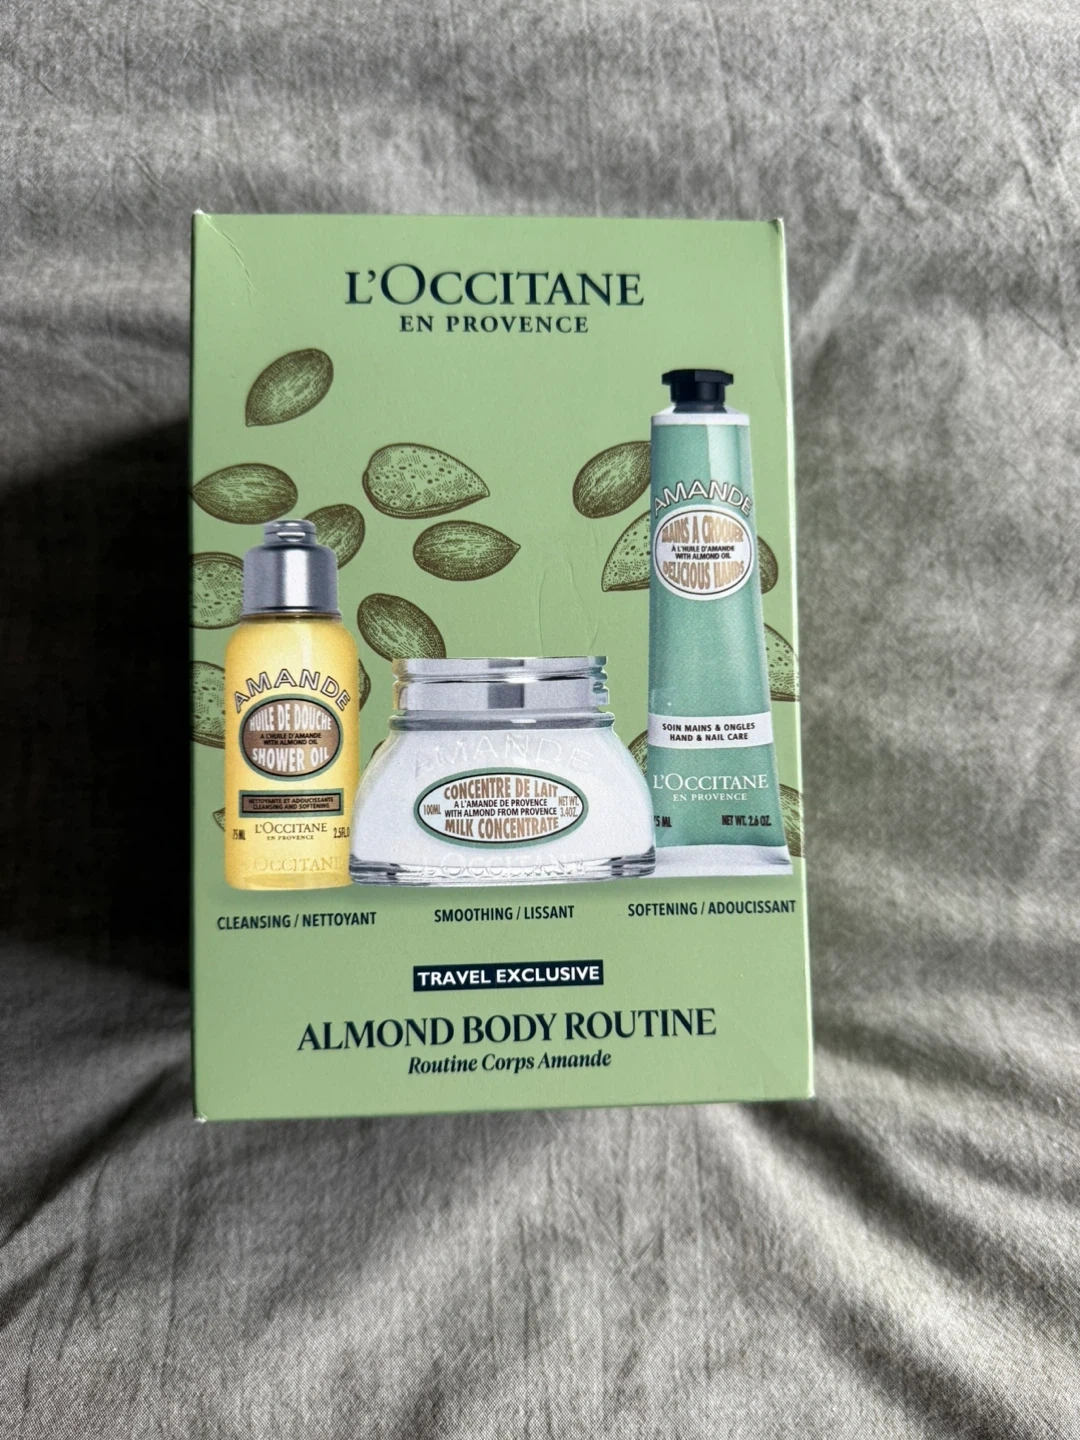 L'OCCITANE
EN PROVENCE
AMANDE
MAINS A CROQUER
À L'HUILE D'AMANDE
WITH ALMOND OIL
DELICIOUS HANDS
SOIN MAINS & ONGLES
HAND & NAIL CARE
L'OCCITANE
EN PROVENCE
5 ML NET WT. 2.6 OZ.
AMANDE
HUILE DE DOUCHE
A L'HUILE D'AMANDE
WITH ALMOND OIL
SHOWER OIL
NETTOYANTE ET ADOUCISSANTE
CLEANSING AND SOFTENING
75 ML L'OCCITANE 2.5FL.O
EN PROVENCE
L'OCCITANE
AMANDE
CONCENTRE DE LAIT
A L'AMANDE DE PROVENCE
100ML WITH ALMOND FROM PROVENCE NET WT. 3.4OZ.
MILK CONCENTRATE
L'OCCITANE
CLEANSING / NETTOYANT
SMOOTHING / LISSANT
SOFTENING / ADOUCISSANT
TRAVEL EXCLUSIVE
ALMOND BODY ROUTINE
Routine Corps Amande